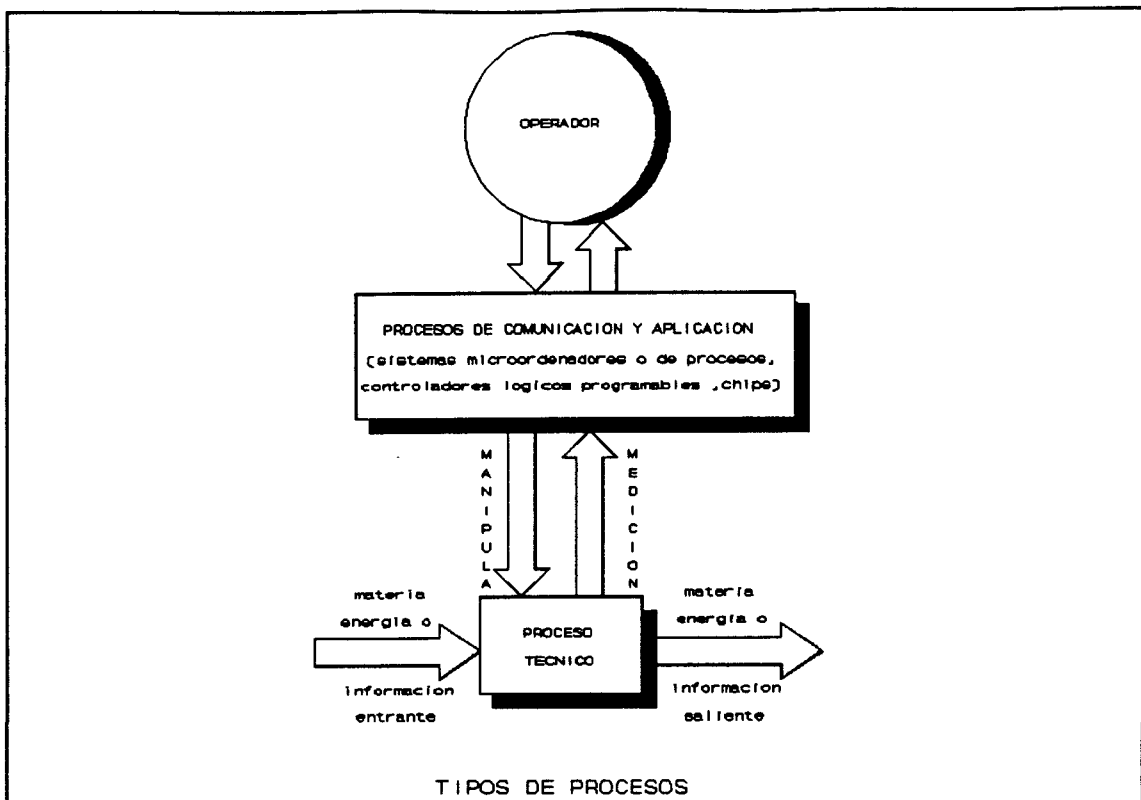 OPERADOR
PROCESOS DE COMUNICACION Y APLICACION
(sistemas microordenadores o de procesos,
controladores logicos programables ,chips)
MANIPULA
MEDICION
materia
energia o
informacion
entrante
PROCESO
TECNICO
materia
energia o
informacion
saliente
TIPOS DE PROCESOS